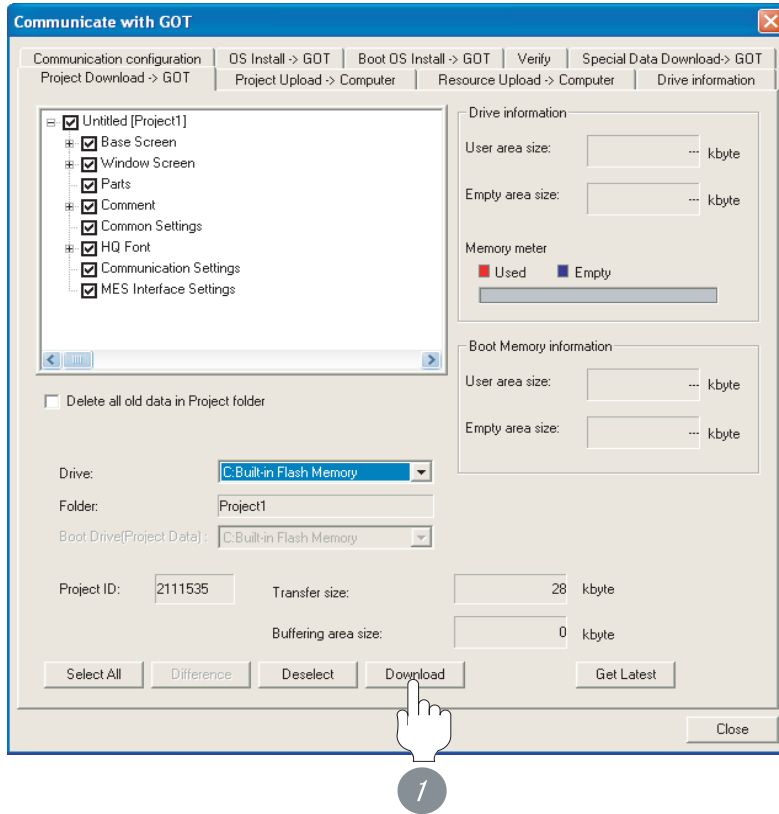 Communicate with GOT
Communication configuration OS Install -> GOT Boot OS Install -> GOT Verify Special Data Download-> GOT
Project Download -> GOT Project Upload -> Computer Resource Upload -> Computer Drive information
Untitled [Project1]
Base Screen
Window Screen
Parts
Comment
Common Settings
HQ Font
Communication Settings
MES Interface Settings
Delete all old data in Project folder
Drive: C:Built-in Flash Memory
Folder: Project1
Boot Drive(Project Data) : C:Built-in Flash Memory
Drive information
User area size: --- kbyte
Empty area size: --- kbyte
Memory meter
Used Empty
Boot Memory information
User area size: --- kbyte
Empty area size: --- kbyte
Project ID: 2111535 Transfer size: 28 kbyte
Buffering area size: 0 kbyte
Select All Difference Deselect Download Get Latest
Close
1